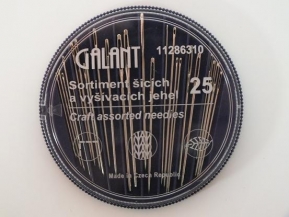 GALANT 11286310
Sortiment šicích
a vyšívacích jehel 25
Craft assorted needles
Made in Czech Republic